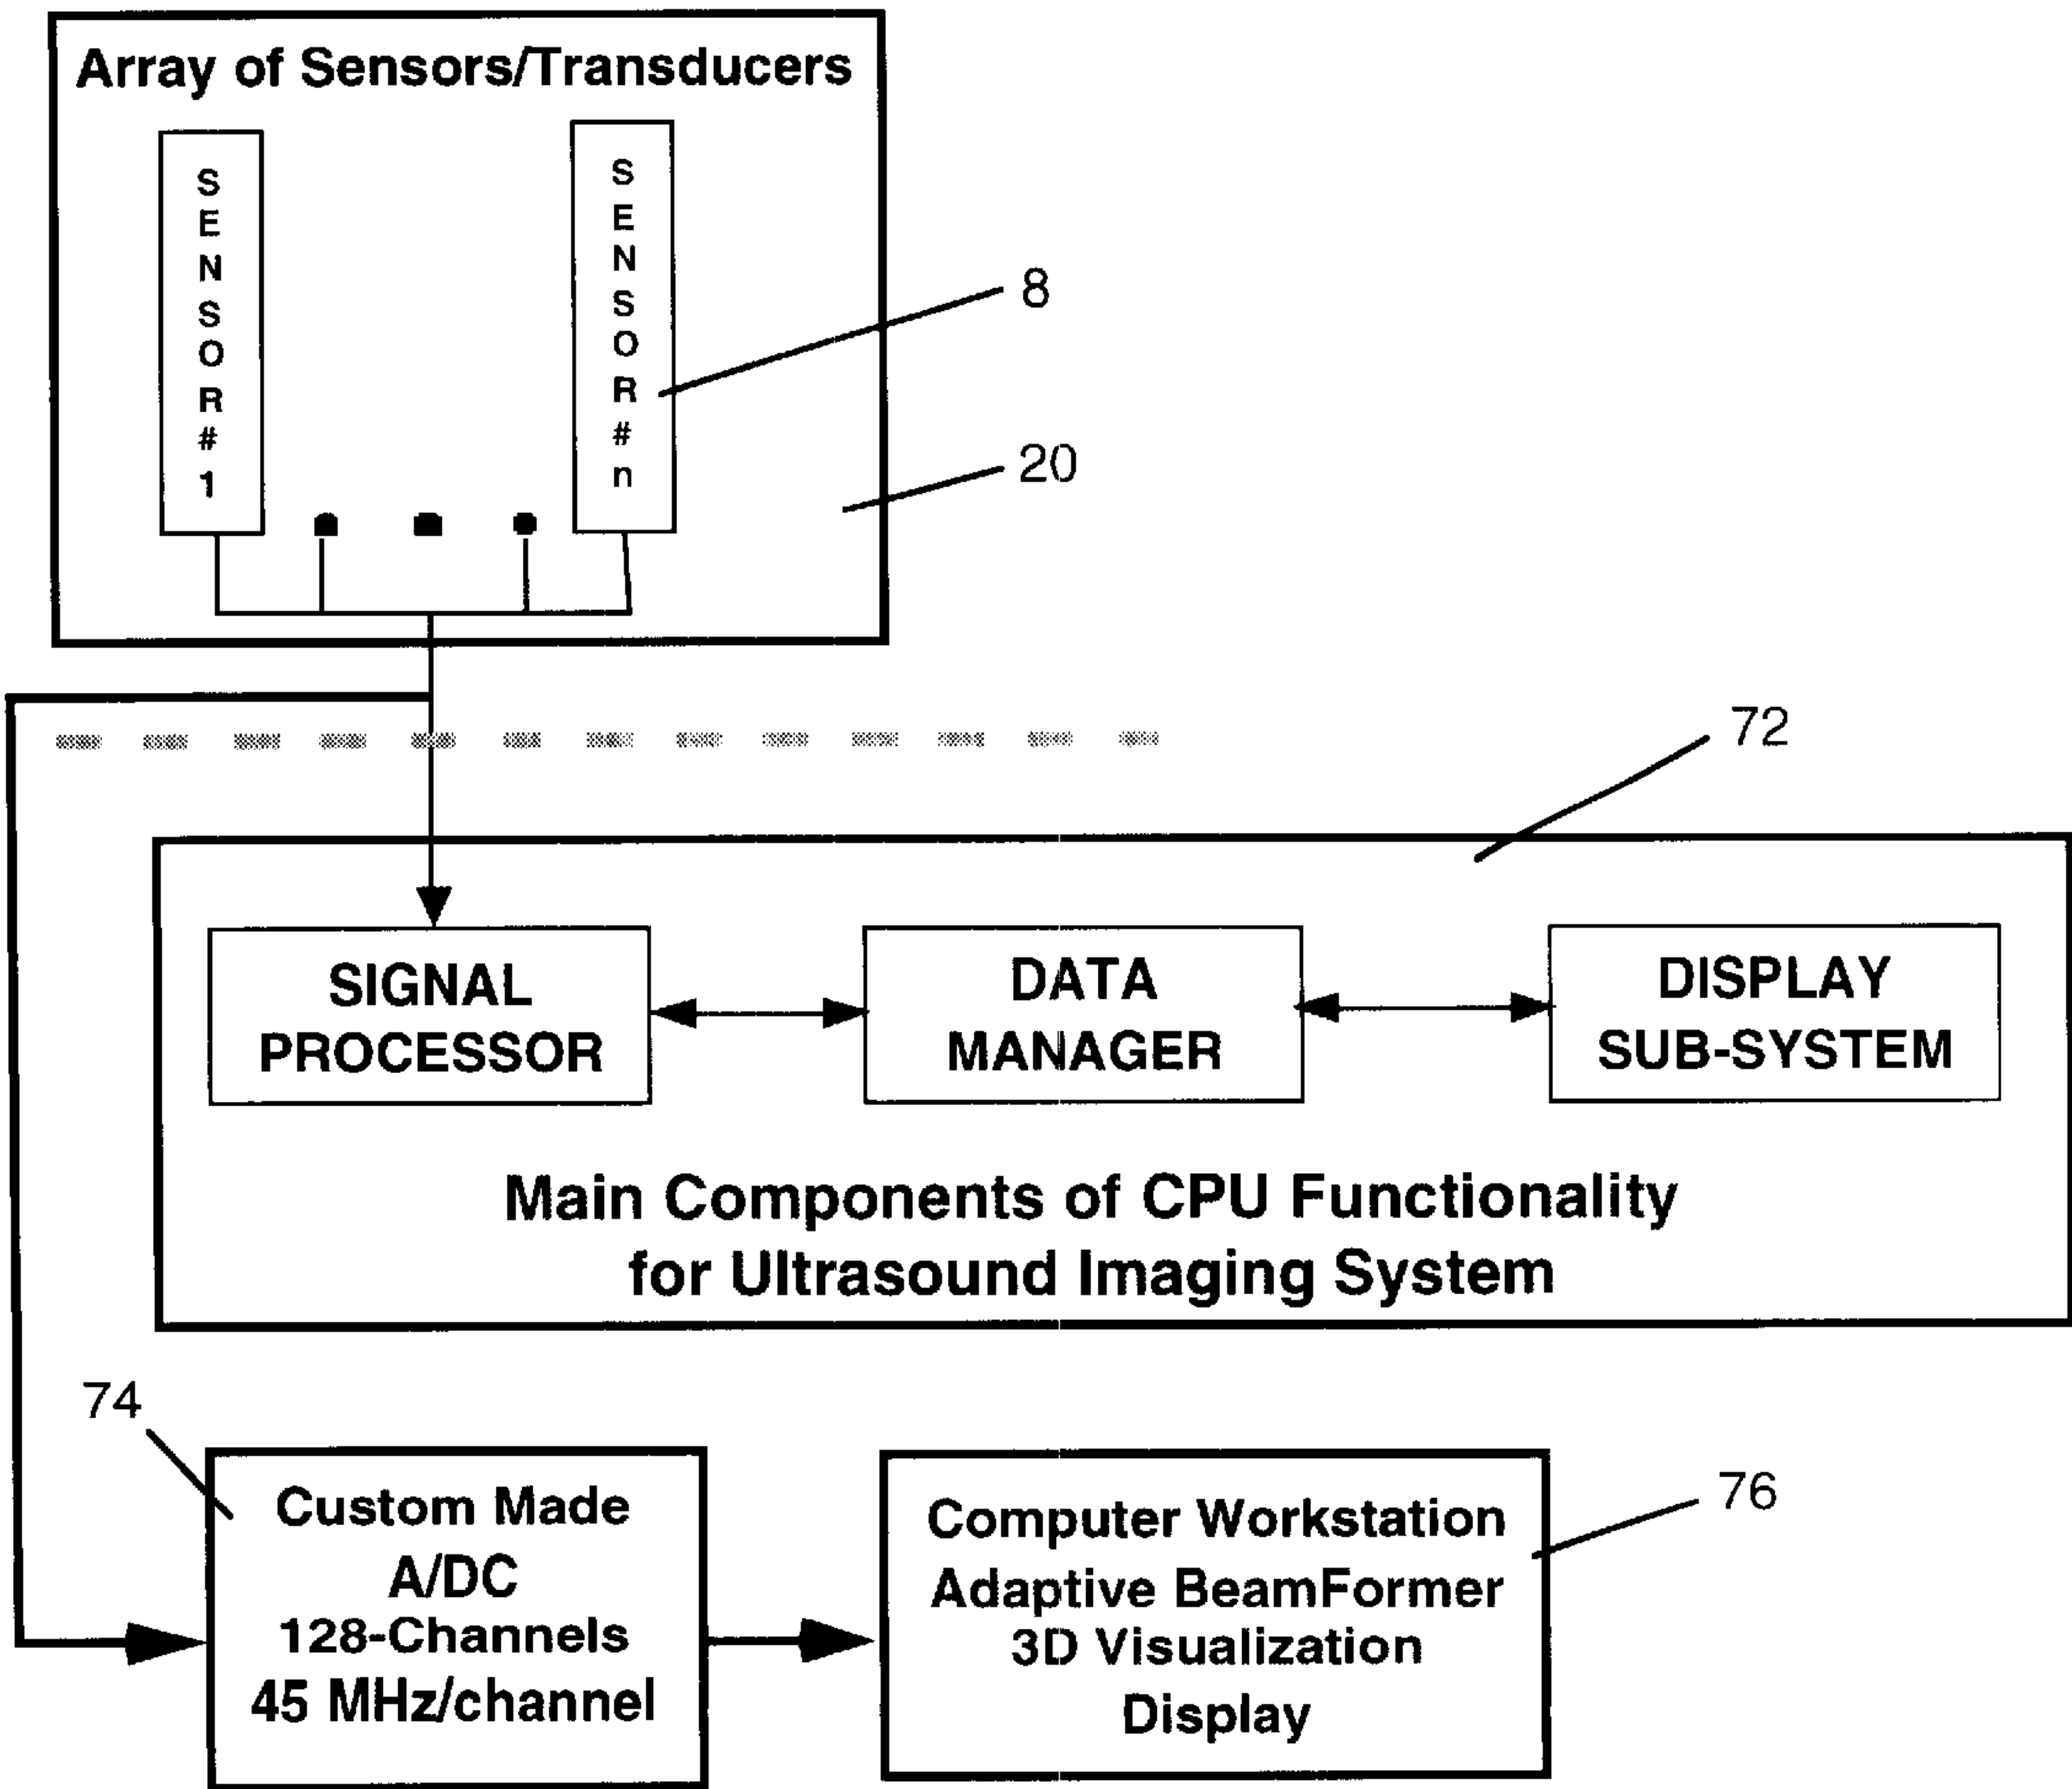 Array of Sensors/Transducers
SENSOR#1
SENSOR#n
8
20
72
SIGNAL
PROCESSOR
DATA
MANAGER
DISPLAY
SUB-SYSTEM
Main Components of CPU Functionality
for Ultrasound Imaging System
74
Custom Made
A/DC
128-Channels
45 MHz/channel
Computer Workstation
Adaptive BeamFormer
3D Visualization
Display
76